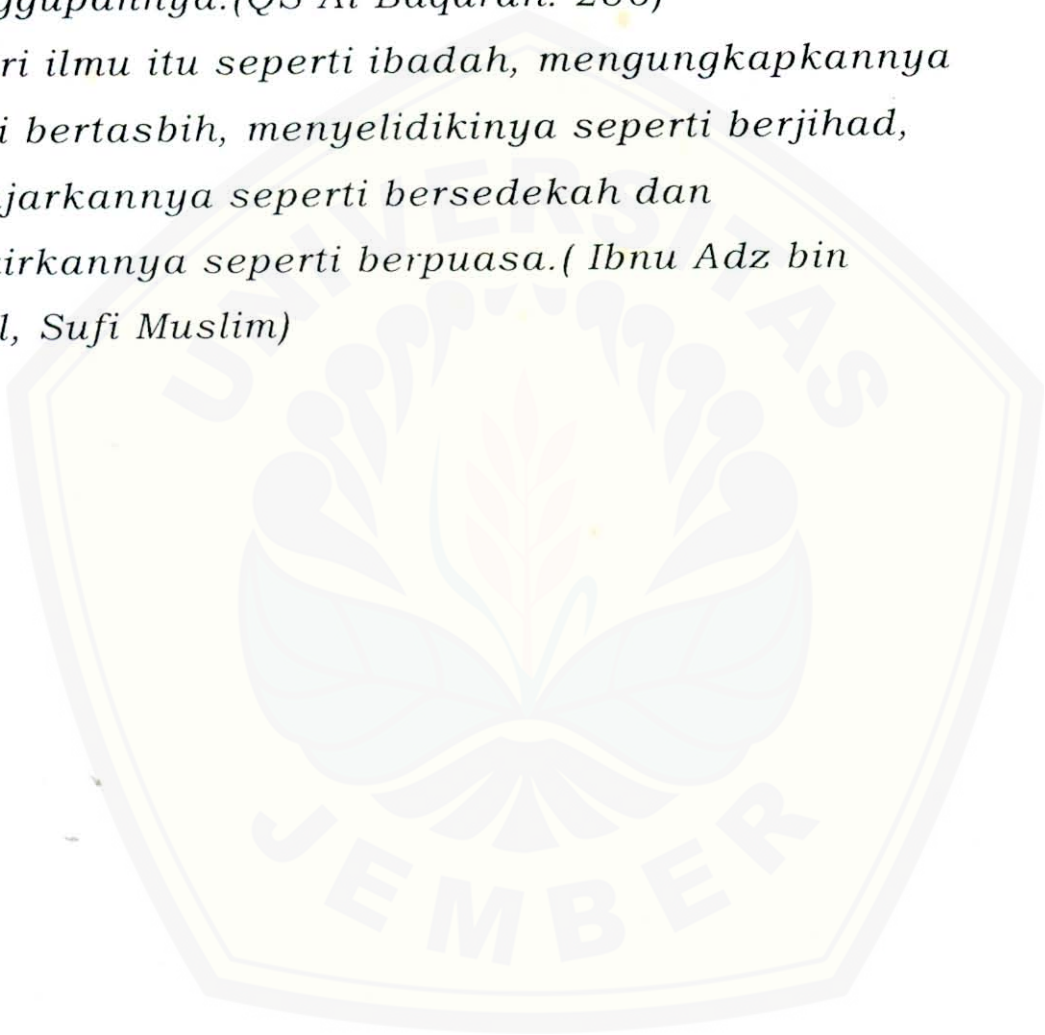 ggupannya.(QS Al Baqarah: 286)
ri ilmu itu seperti ibadah, mengungkapkannya
i bertasbih, menyelidikinya seperti berjihad,
jarkannya seperti bersedekah dan
irkannya seperti berpuasa.( Ibnu Adz bin
l, Sufi Muslim)
UNIVERSITAS
JEMBER